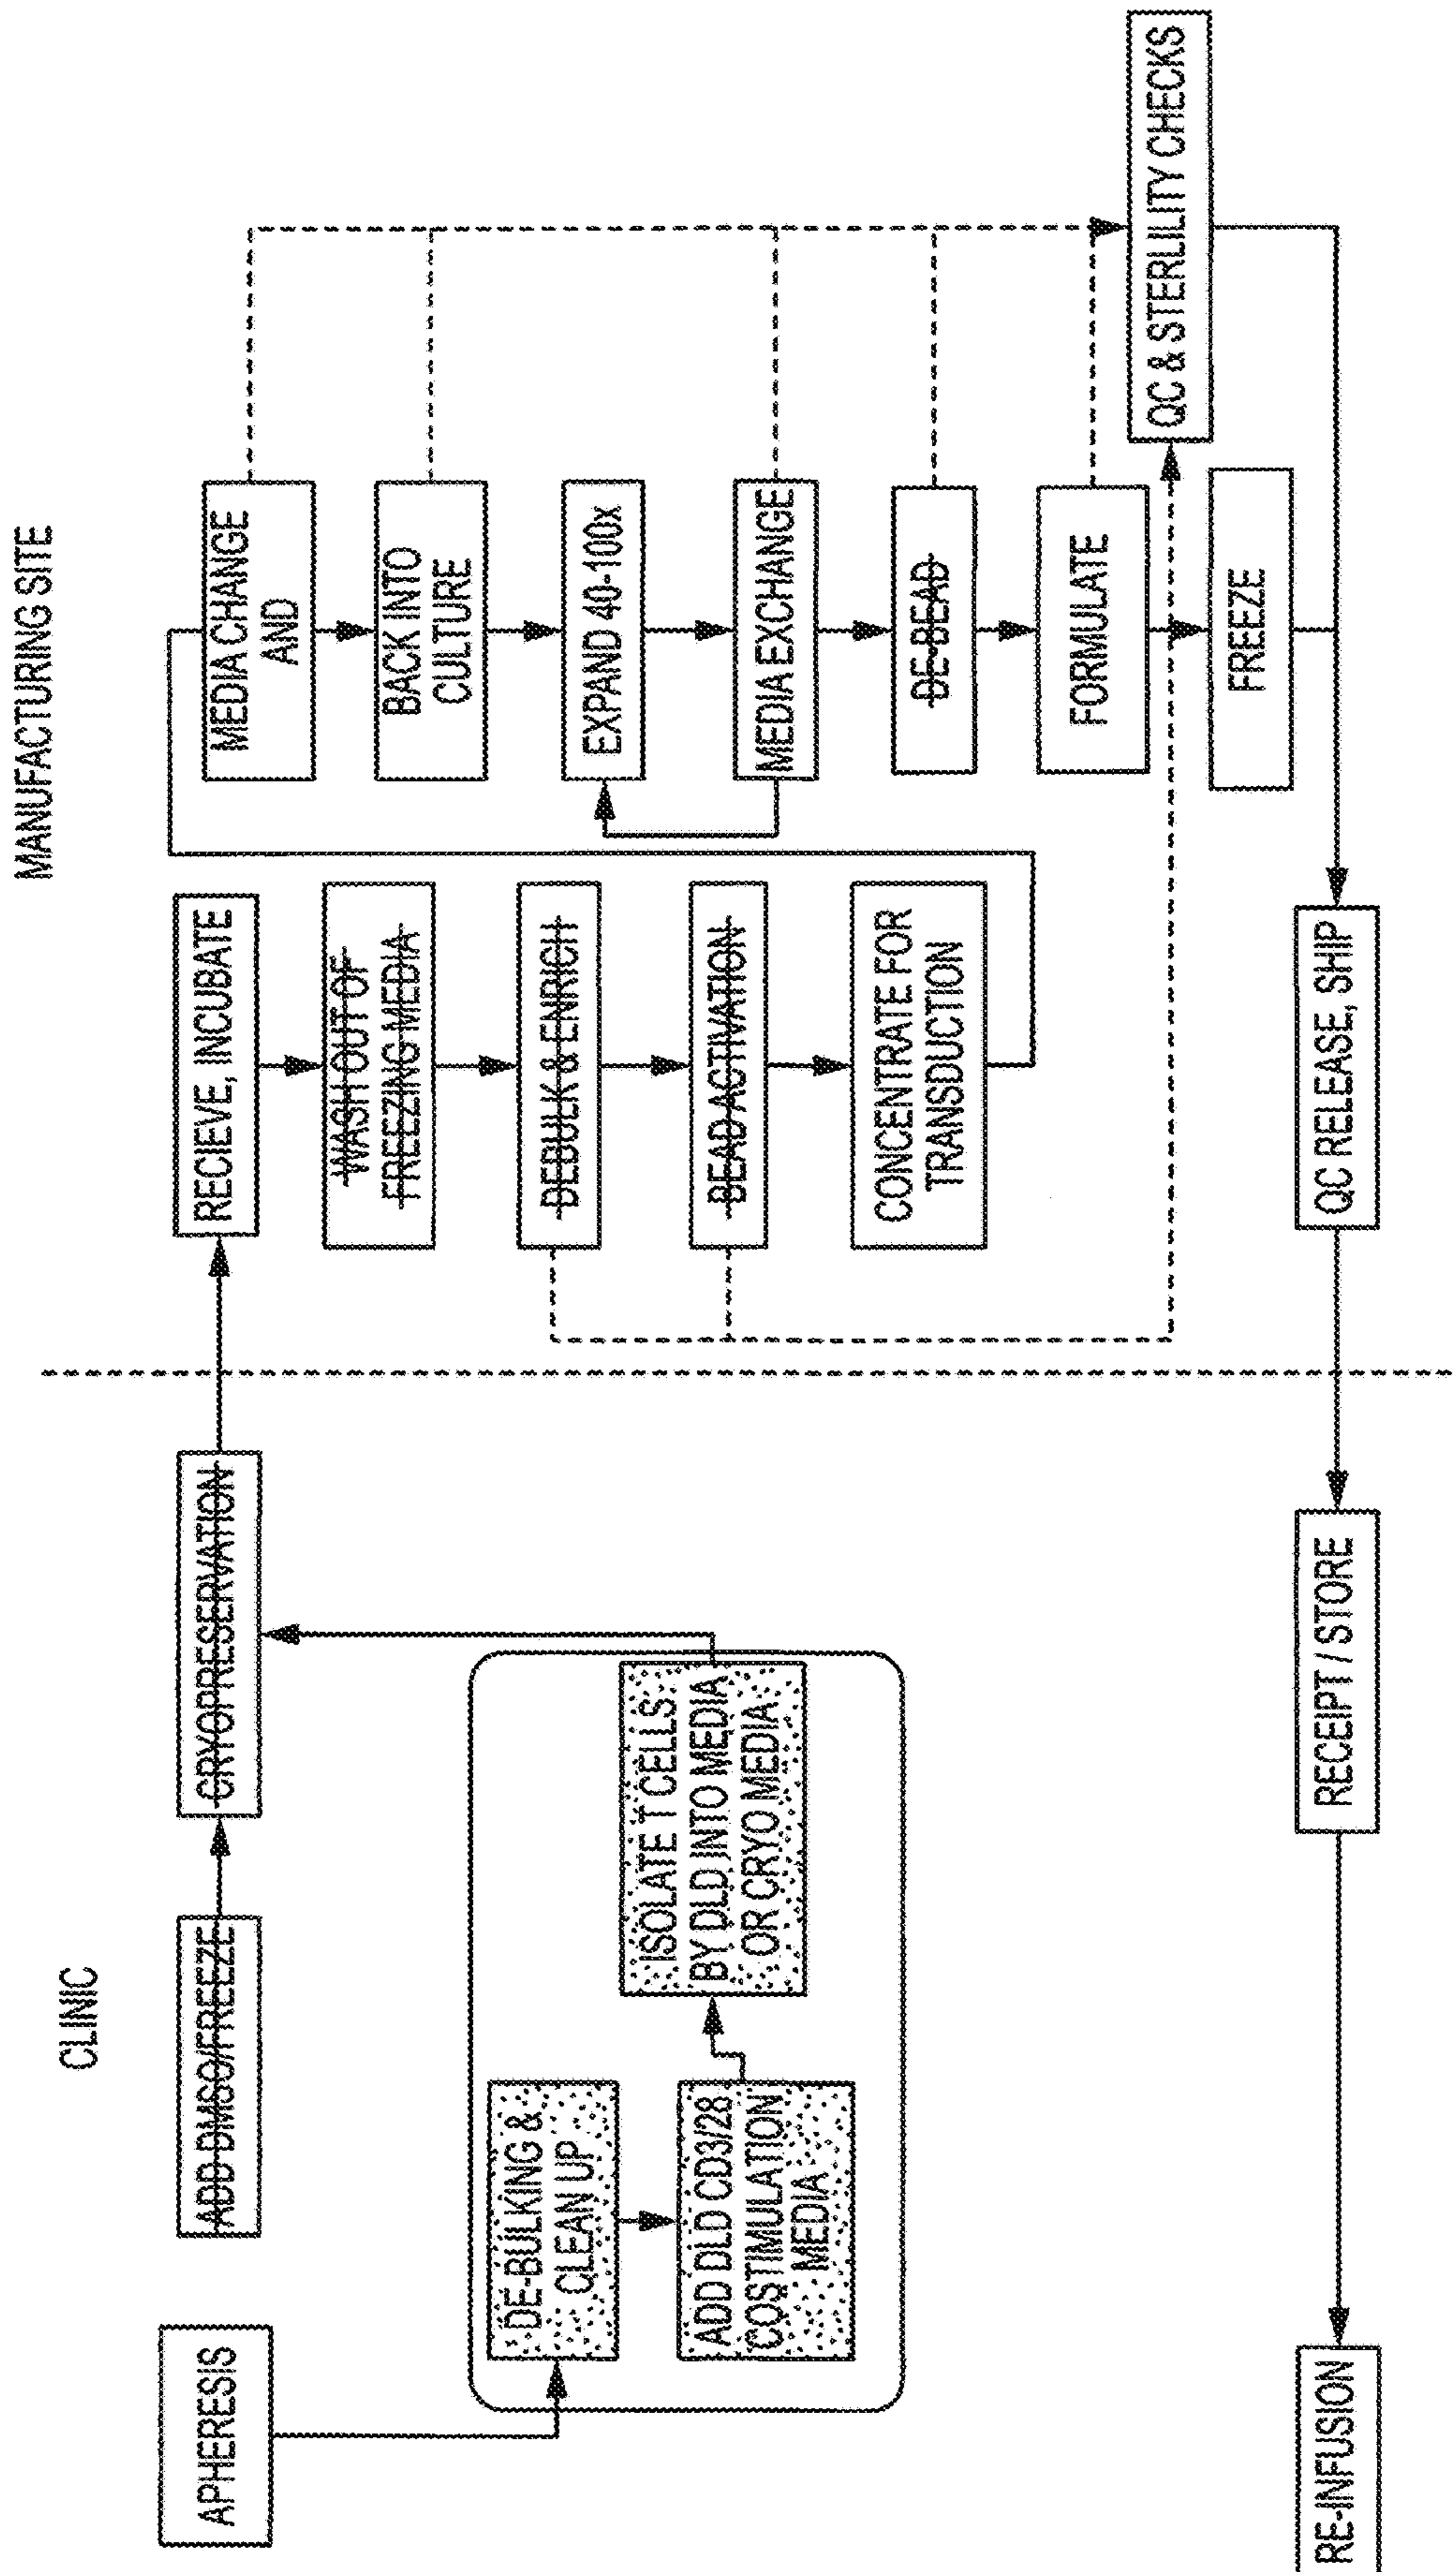 CLINIC
MANUFACTURING SITE
APHERESIS
ADD DMSO/FREEZE
CRYOPRESERVATION
DE-BULKING &
CLEAN UP
ADD DLD CD3/28
COSTIMULATION
MEDIA
ISOLATE T CELLS
BY DLD INTO MEDIA
OR CRYO MEDIA
RECIEVE, INCUBATE
WASH OUT OF
FREEZING MEDIA
DEBULK & ENRICH
BEAD ACTIVATION
CONCENTRATE FOR
TRANSDUCTION
MEDIA CHANGE
AND
BACK INTO
CULTURE
EXPAND 40-100x
MEDIA EXCHANGE
DE-BEAD
FORMULATE
FREEZE
QC & STERLILITY CHECKS
QC RELEASE, SHIP
RECEIPT / STORE
RE-INFUSION